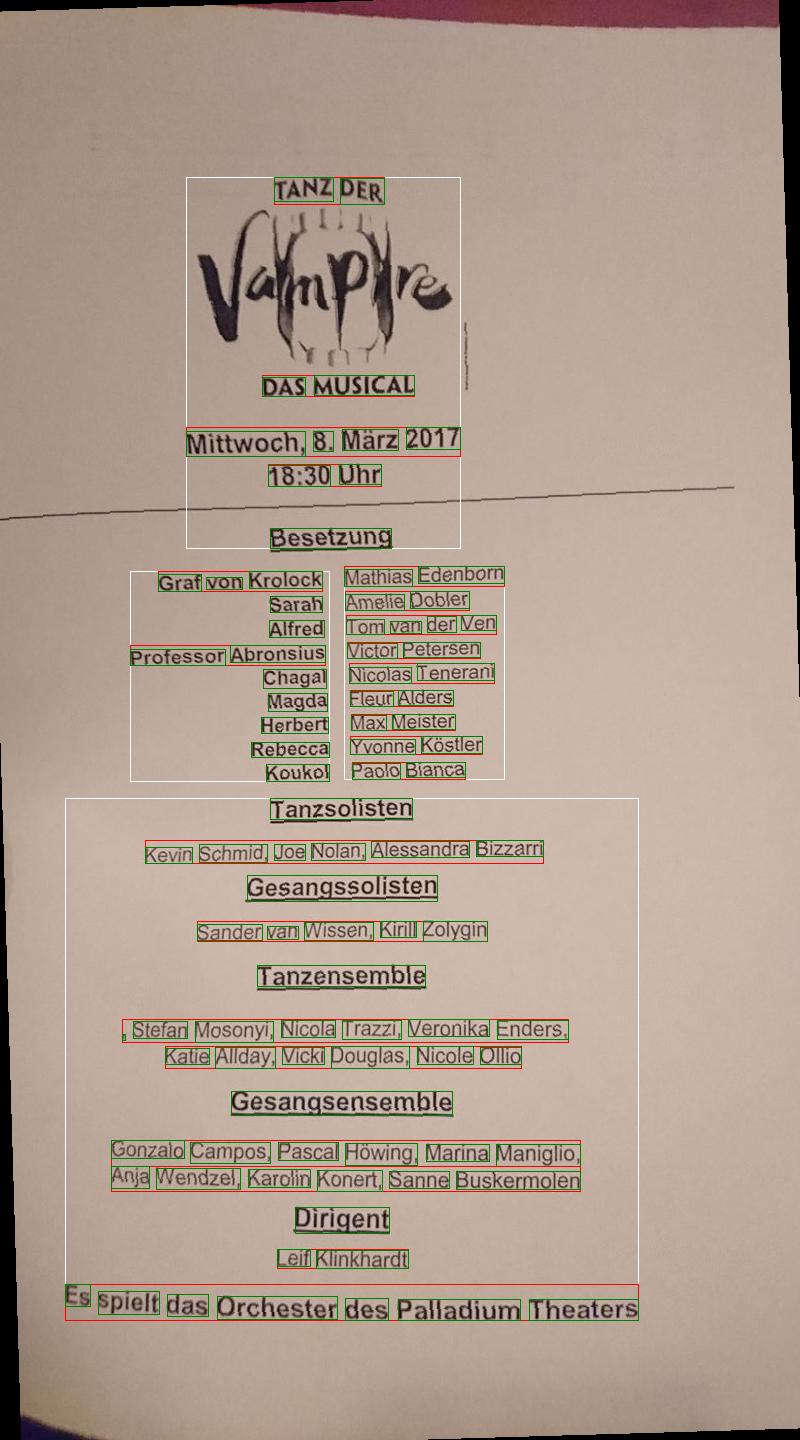 TANZ DER
Vampire
DAS MUSICAL
Mittwoch, 8. März 2017
18:30 Uhr
Besetzung
Graf von Krolock Mathias Edenborn
Sarah Amelie Dobler
Alfred Tom van der Ven
Professor Abronsius Victor Petersen
Chagal Nicolas Tenerani
Magda Fleur Alders
Herbert Max Meister
Rebecca Yvonne Köstler
Koukol Paolo Bianca
Tanzsolisten
Kevin Schmid, Joe Nolan, Alessandra Bizzarri
Gesangssolisten
Sander van Wissen, Kirill Zolygin
Tanzensemble
, Stefan Mosonyi, Nicola Trazzi, Veronika Enders,
Katie Allday, Vicki Douglas, Nicole Ollio
Gesangsensemble
Gonzalo Campos, Pascal Höwing, Marina Maniglio,
Anja Wendzel, Karolin Konert, Sanne Buskermolen
Dirigent
Leif Klinkhardt
Es spielt das Orchester des Palladium Theaters